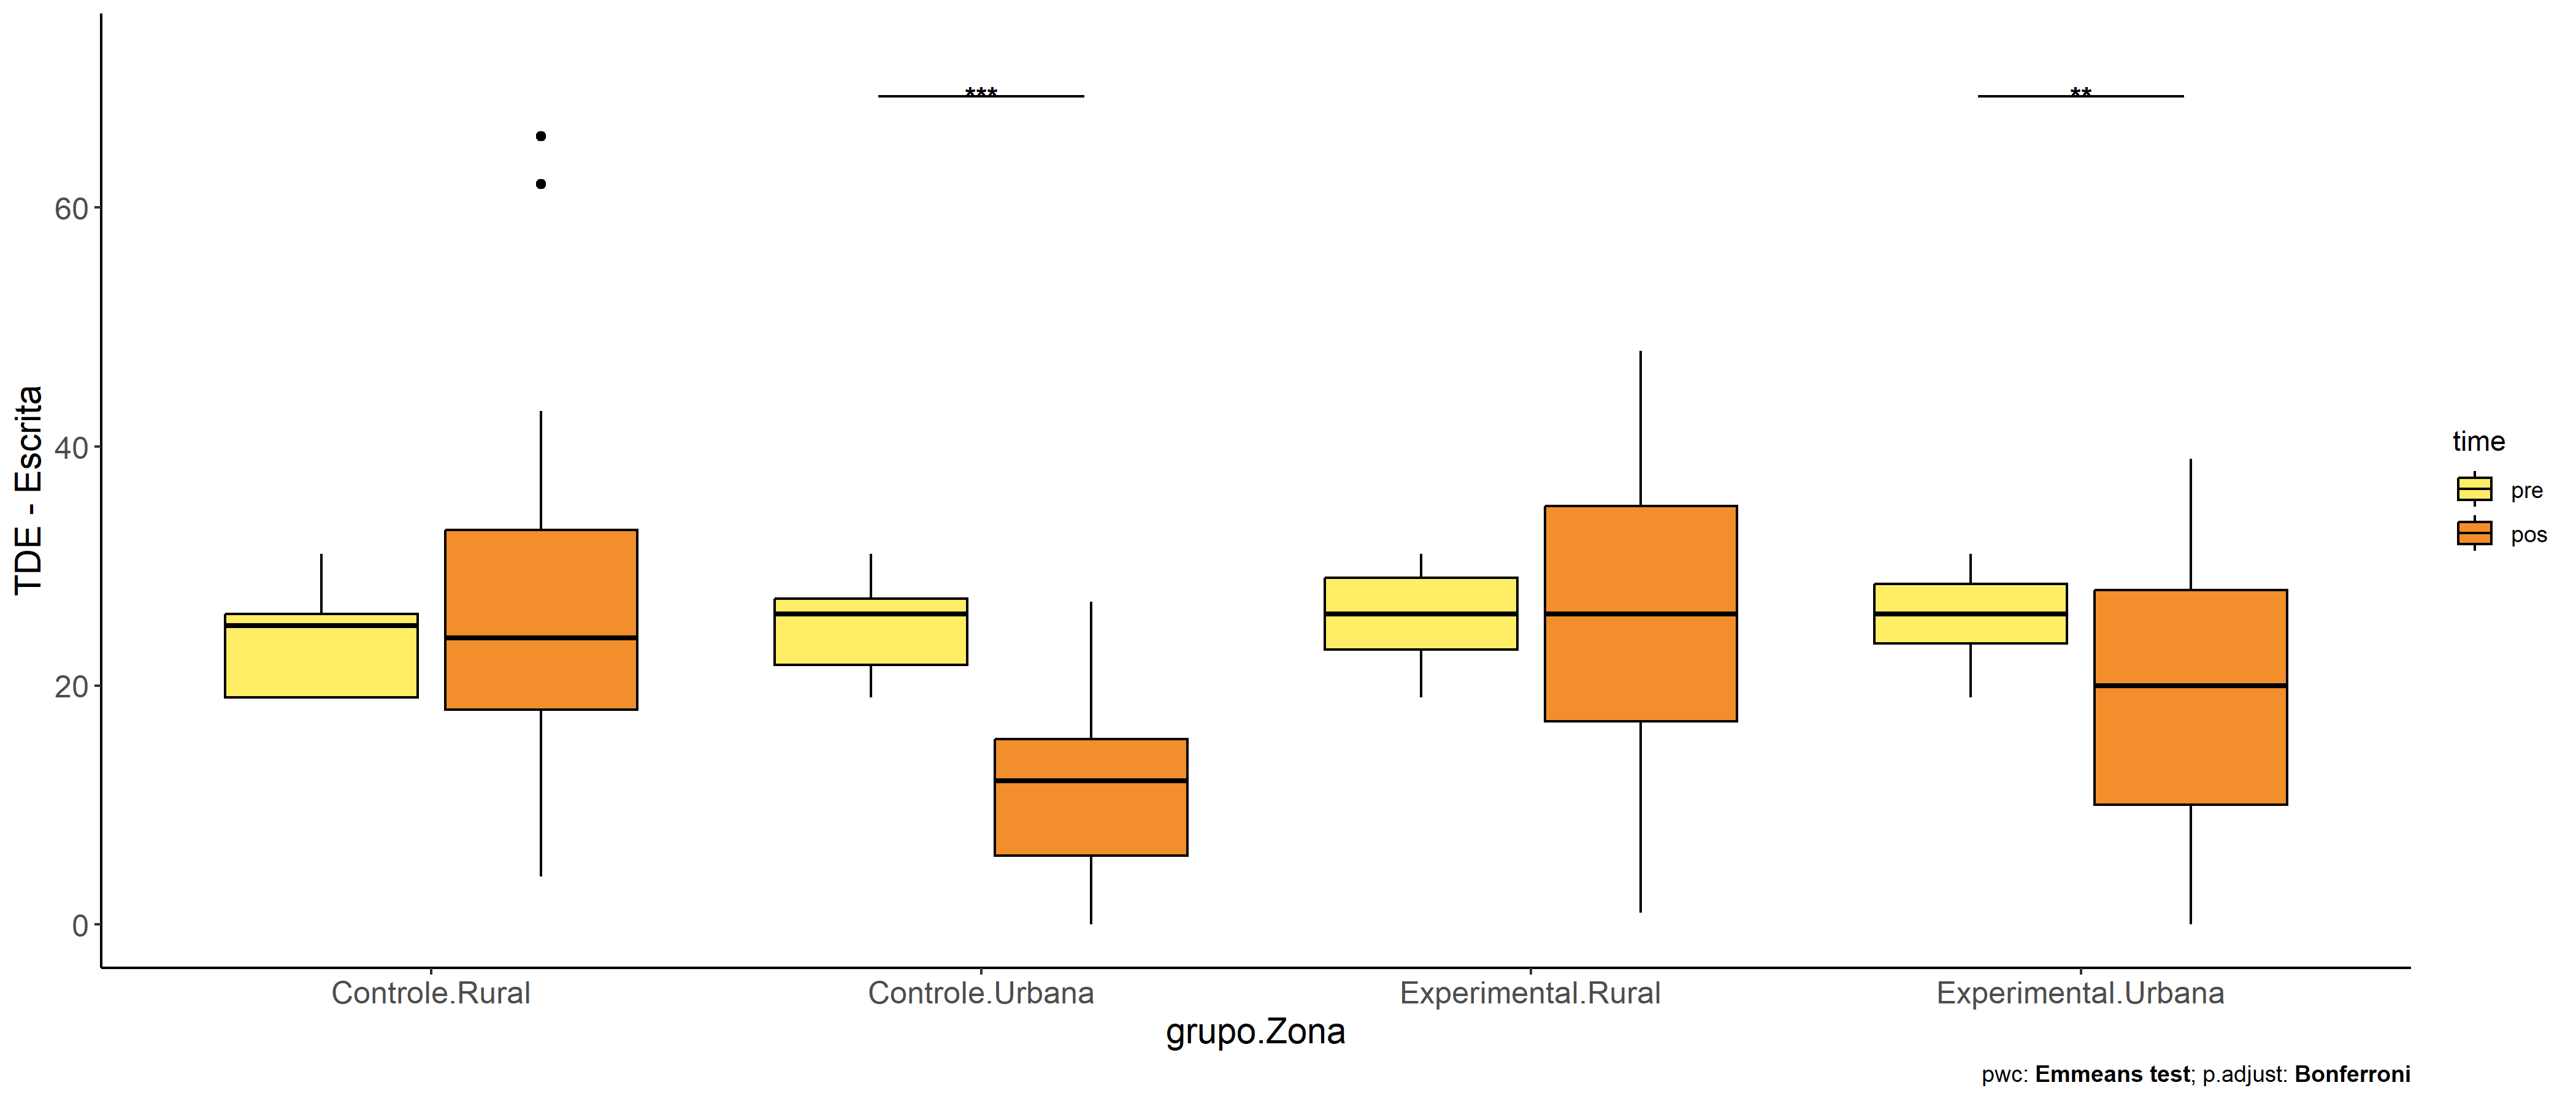 ***
**
TDE - Escrita
60
40
20
0
Controle.Rural
Controle.Urbana
Experimental.Rural
Experimental.Urbana
grupo.Zona
time
pre
pos
pwc: Emmeans test; p.adjust: Bonferroni